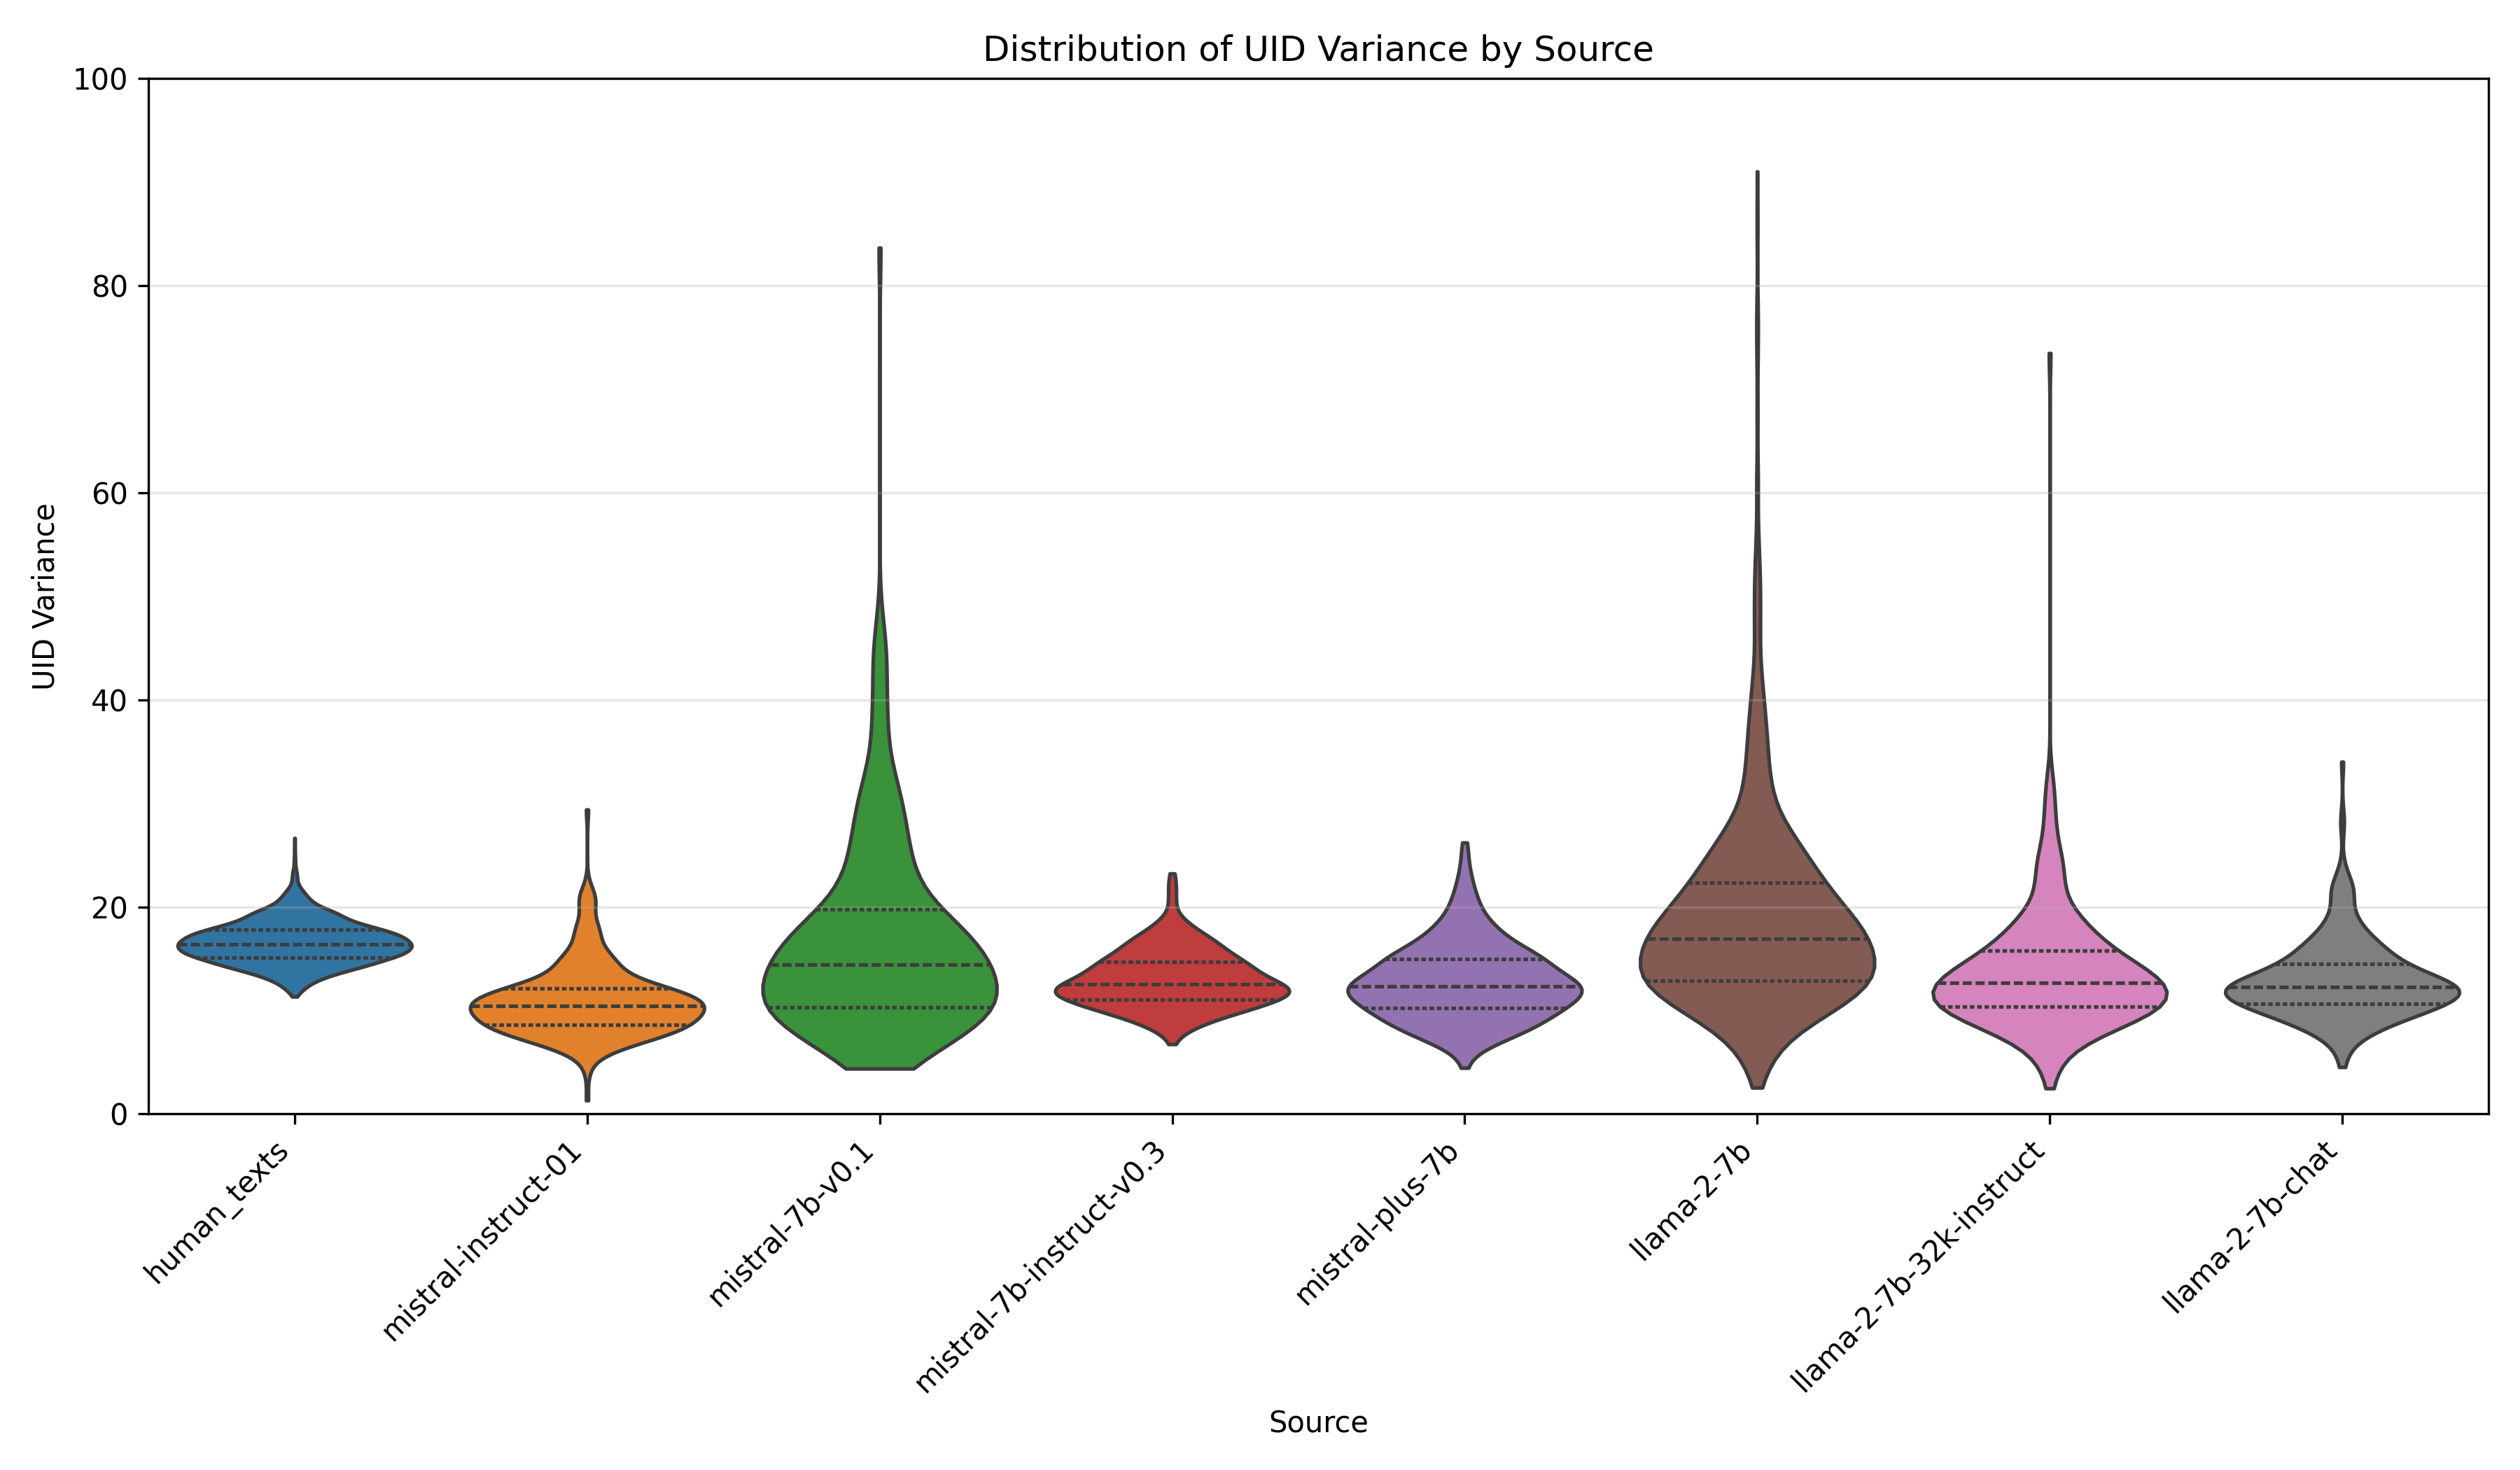 Distribution of UID Variance by Source
100
80
60
40
20
0
UID Variance
human_texts
mistral-instruct-01
mistral-7b-v0.1
mistral-7b-instruct-v0.3
mistral-plus-7b
llama-2-7b
llama-2-7b-32k-instruct
llama-2-7b-chat
Source